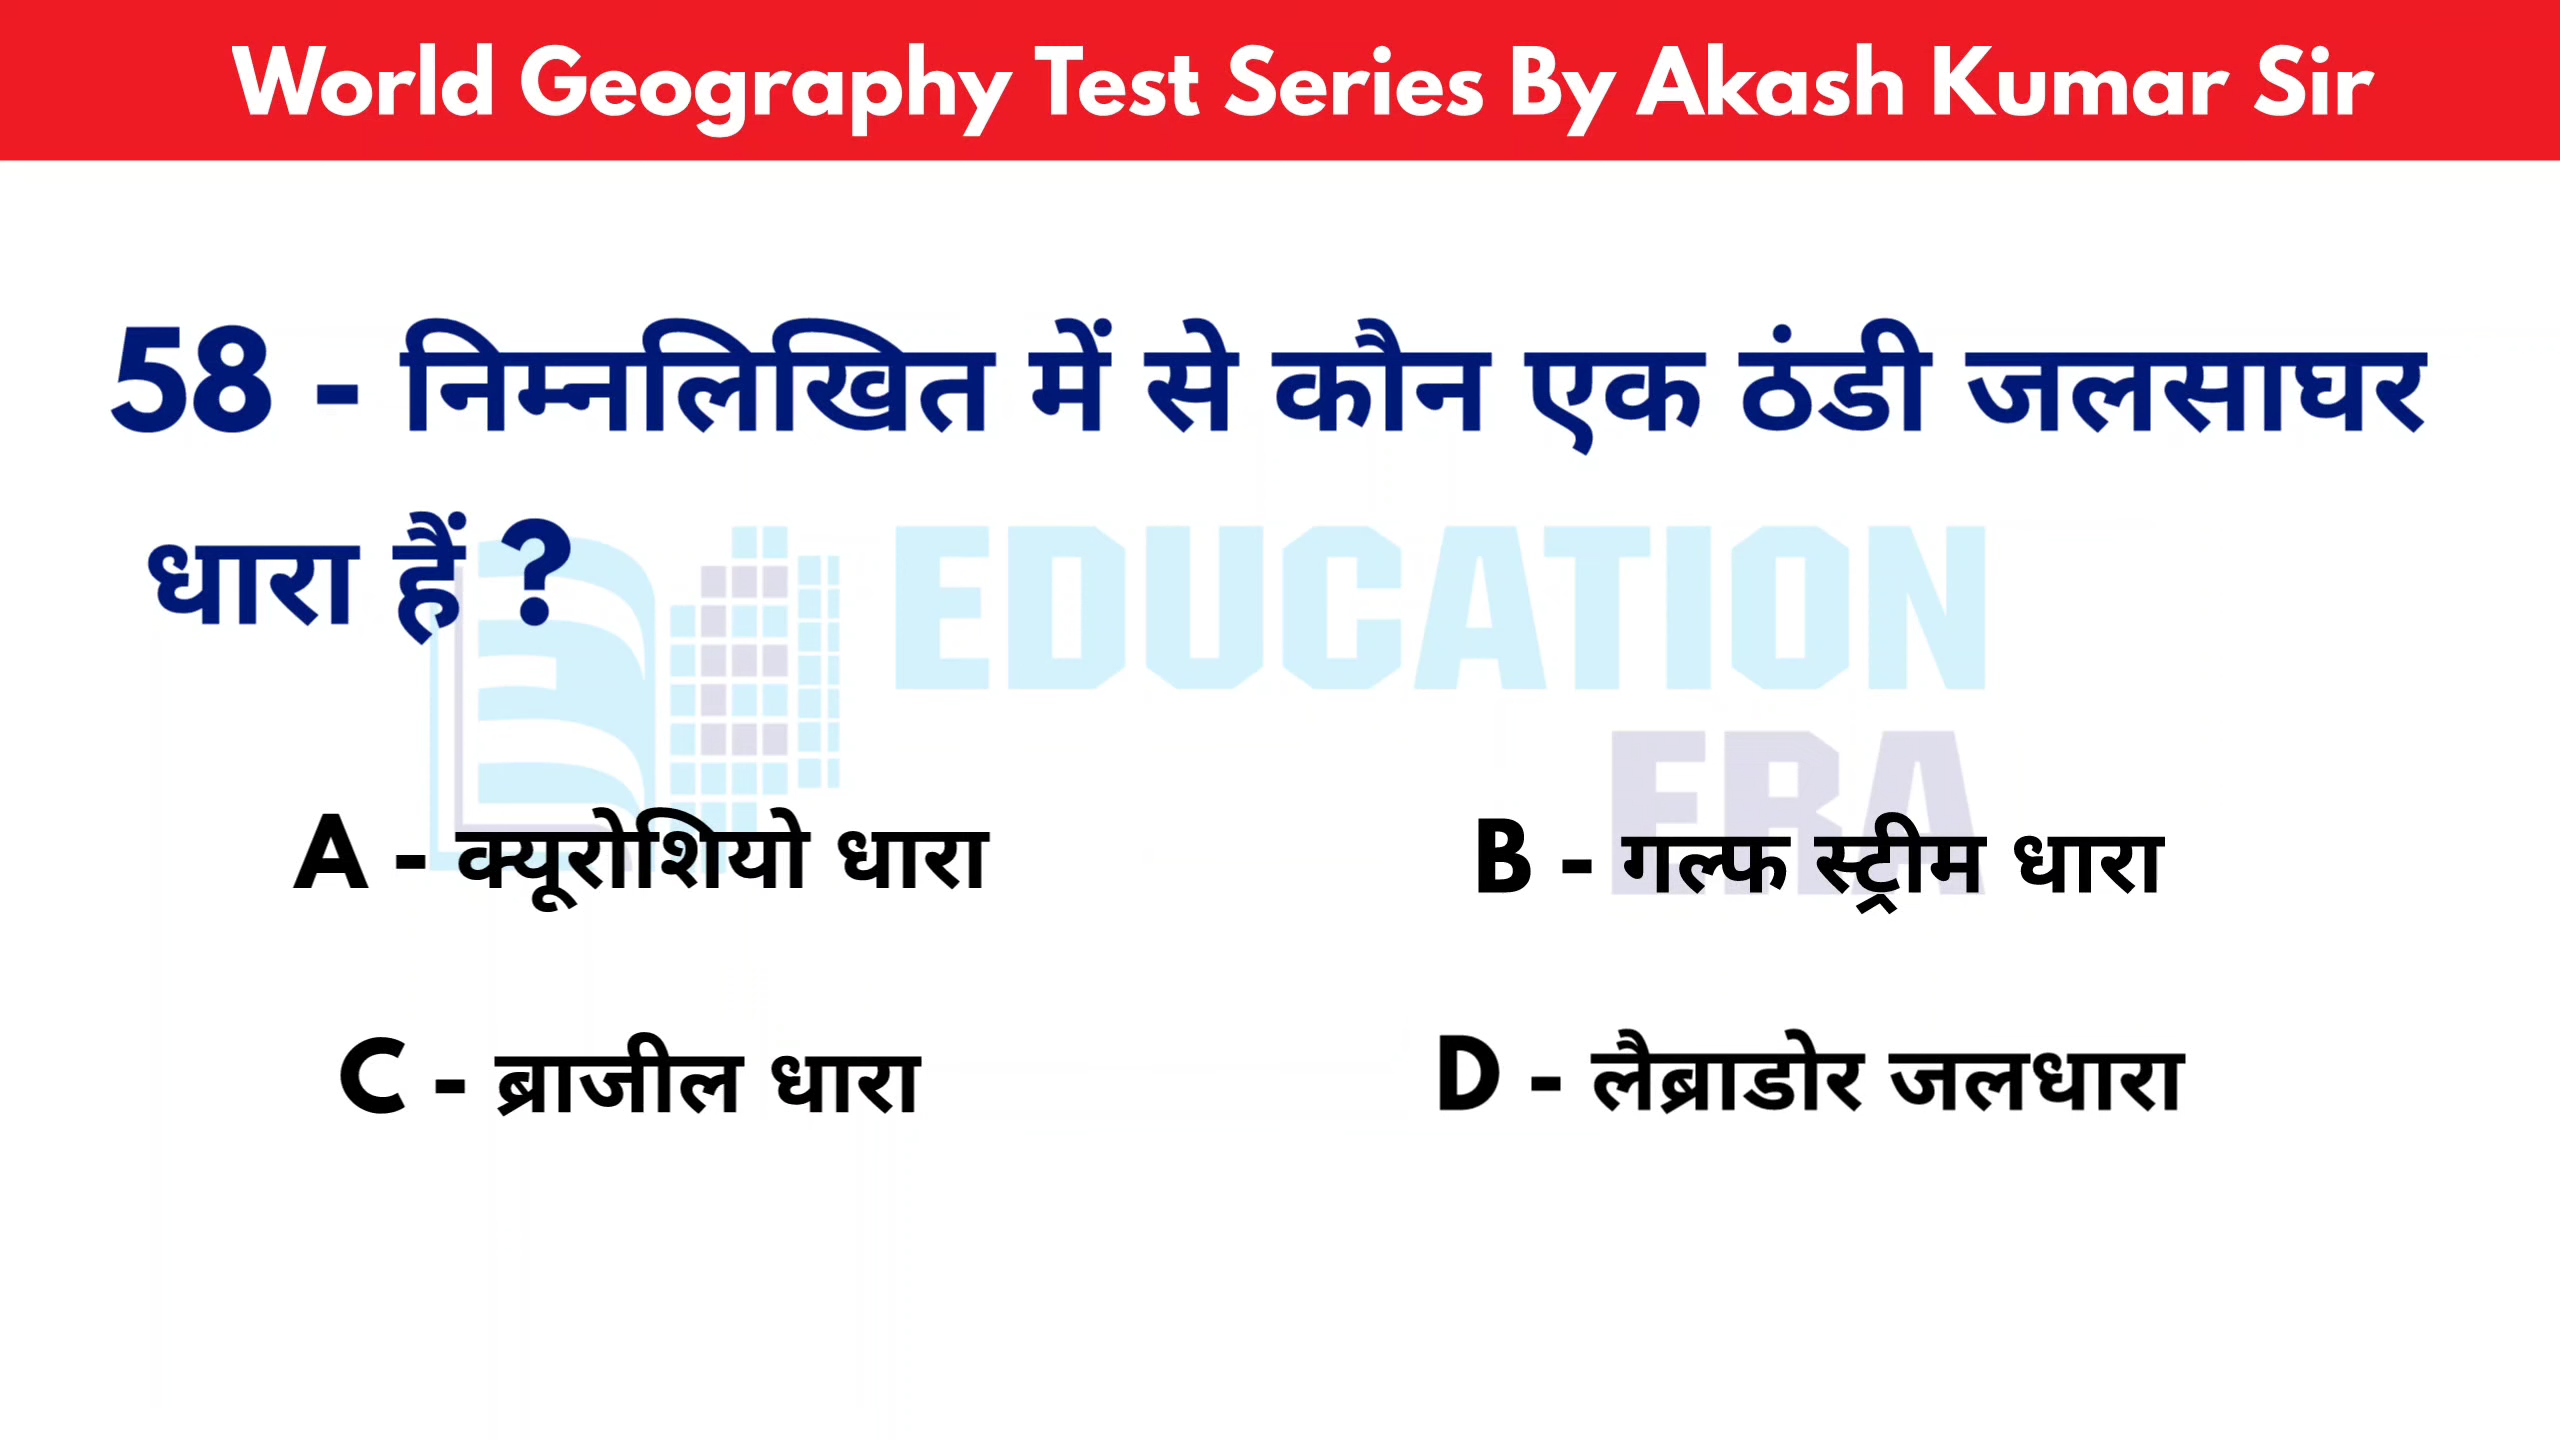 World Geography Test Series By Akash Kumar Sir
58 - निम्नलिखित में से कौन एक ठंडी जलसाघर
धारा हैं ?
EDUCATION
ERA
A - क्यूरोशियो धारा
B - गल्फ स्ट्रीम धारा
C - ब्राजील धारा
D - लैब्राडोर जलधारा